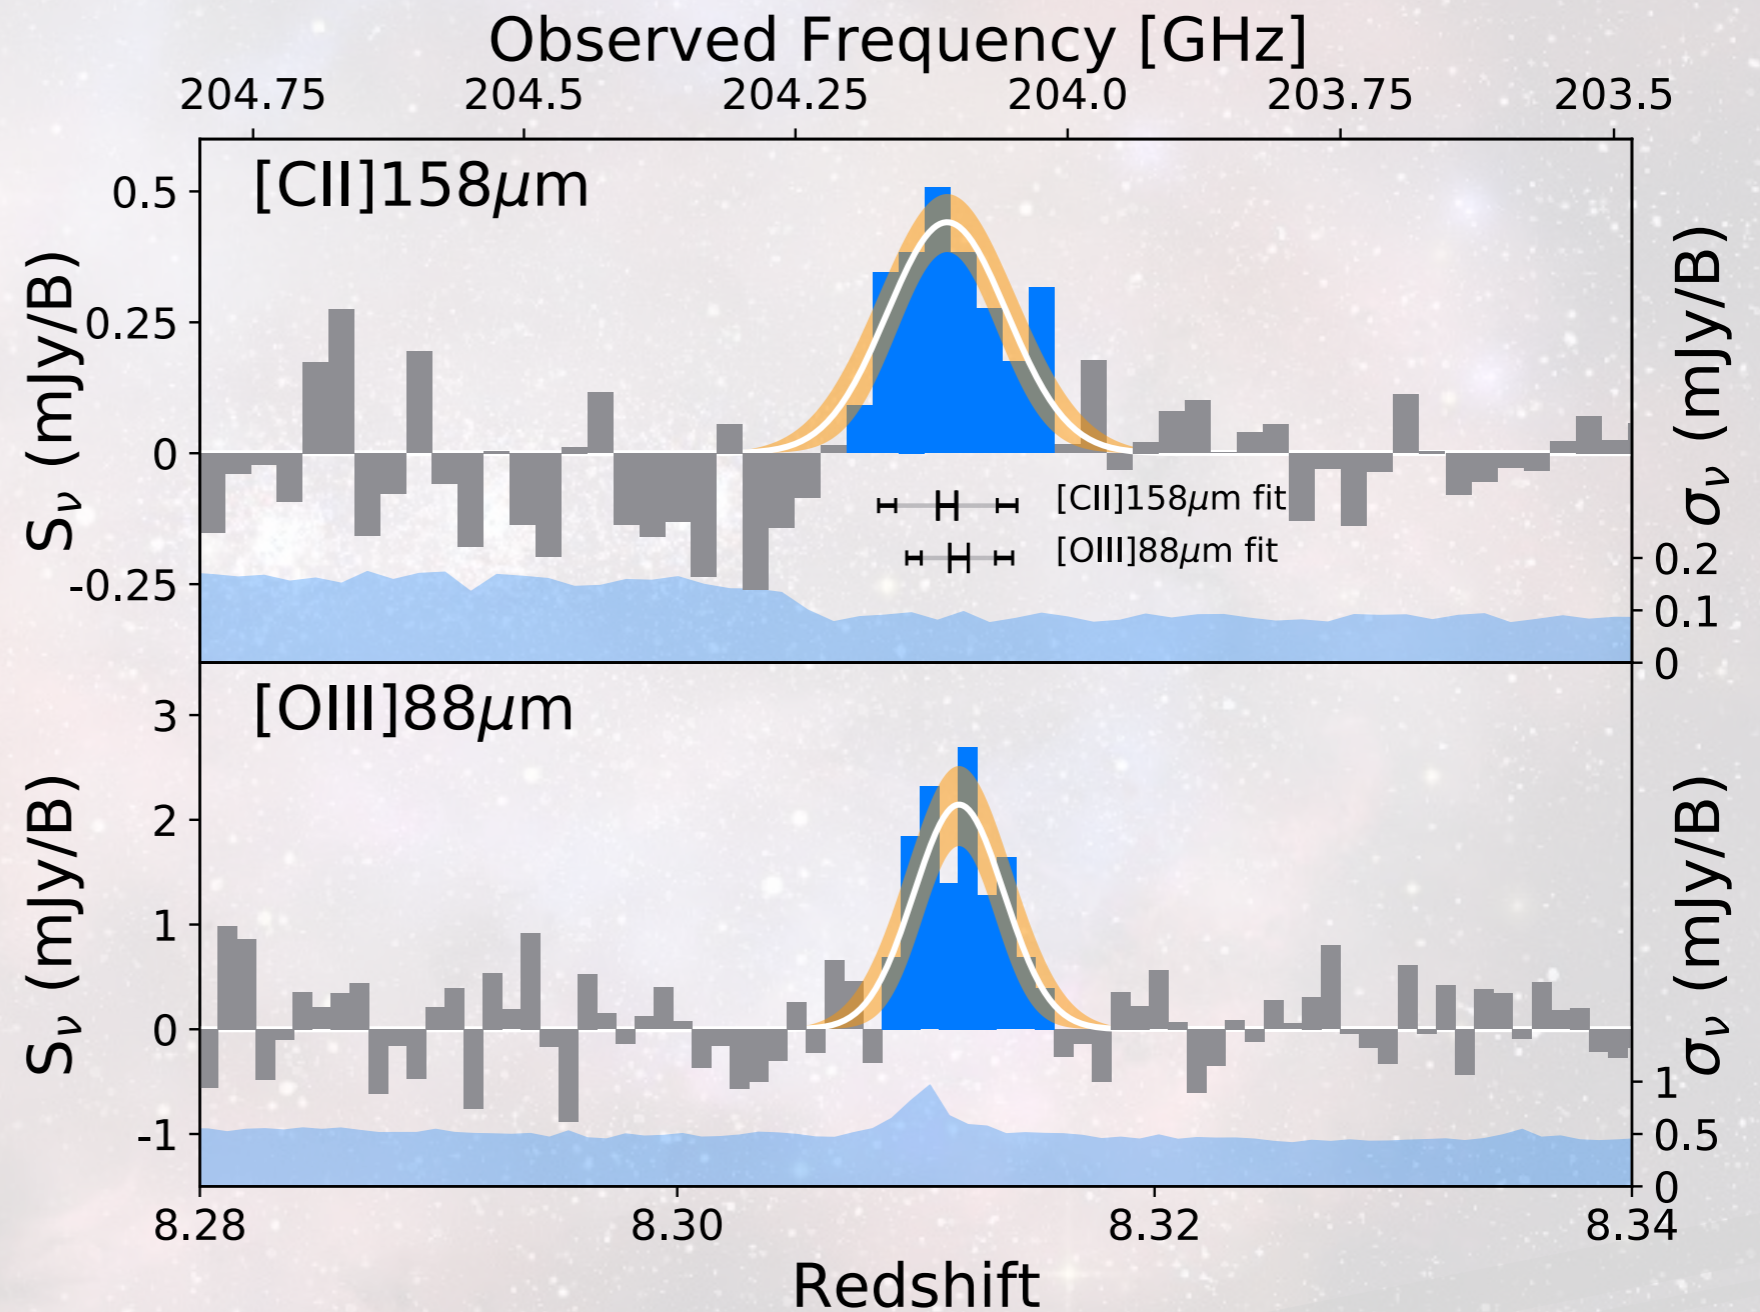 Observed Frequency [GHz]
204.75 204.5 204.25 204.0 203.75 203.5
[CII]158μm
0.5
0.25
0
-0.25
Sν (mJy/B)
σν (mJy/B)
[CII]158μm fit
[OIII]88μm fit
0.2
0.1
0
[OIII]88μm
3
2
1
0
-1
Sν (mJy/B)
σν (mJy/B)
1
0.5
0
8.28 8.30 8.32 8.34
Redshift